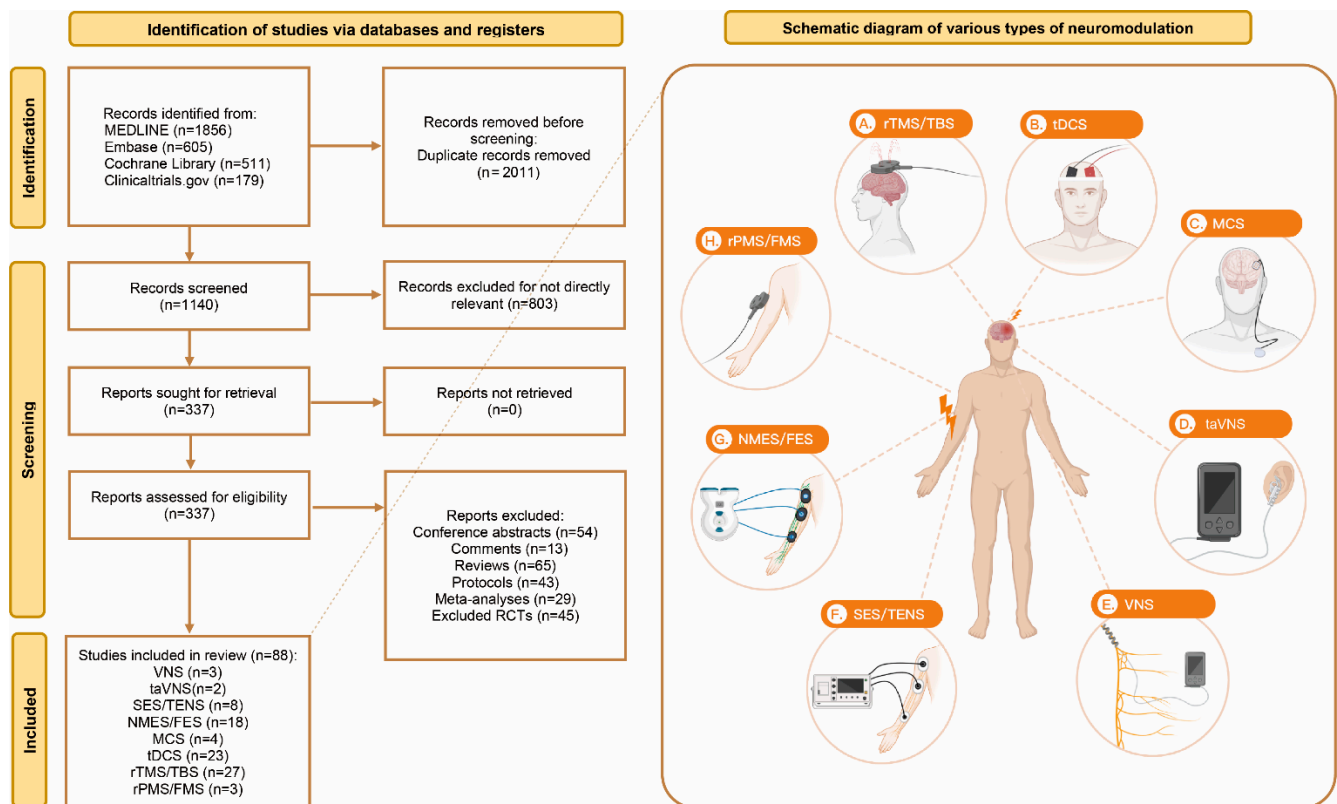 Identification of studies via databases and registers
Identification
Records identified from:
MEDLINE (n=1856)
Embase (n=605)
Cochrane Library (n=511)
Clinicaltrials.gov (n=179)
Records removed before
screening:
Duplicate records removed
(n = 2011)
Screening
Records screened
(n=1140)
Records excluded for not directly
relevant (n=803)
Reports sought for retrieval
(n=337)
Reports not retrieved
(n=0)
Reports assessed for eligibility
(n=337)
Reports excluded:
Conference abstracts (n=54)
Comments (n=13)
Reviews (n=65)
Protocols (n=43)
Meta-analyses (n=29)
Excluded RCTs (n=45)
Included
Studies included in review (n=88):
VNS (n=3)
taVNS(n=2)
SES/TENS (n=8)
NMES/FES (n=18)
MCS (n=4)
tDCS (n=23)
rTMS/TBS (n=27)
rPMS/FMS (n=3)
Schematic diagram of various types of neuromodulation
A. rTMS/TBS
B. tDCS
C. MCS
D. taVNS
E. VNS
F. SES/TENS
G. NMES/FES
H. rPMS/FMS